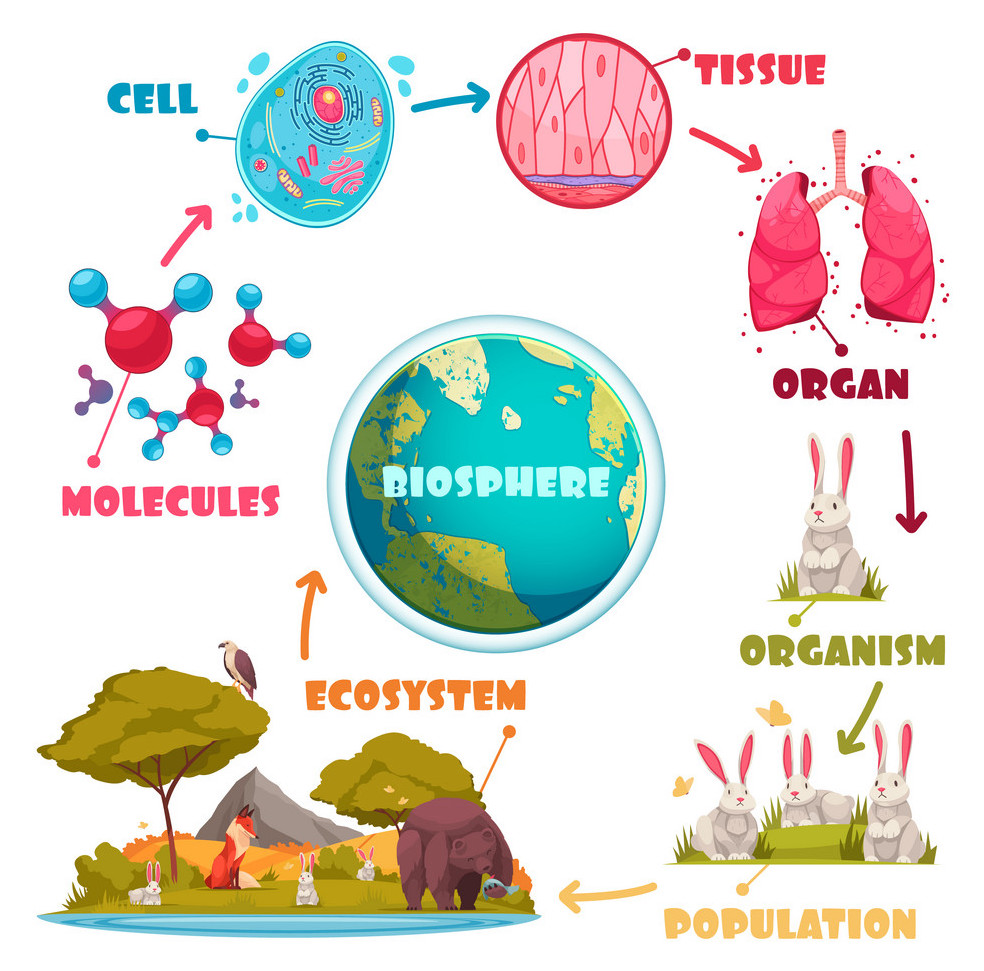 CELL
TISSUE
ORGAN
MOLECULES
BIOSPHERE
ORGANISM
ECOSYSTEM
POPULATION